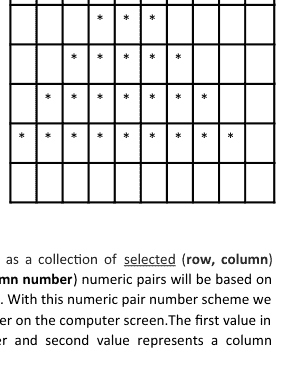 * * *
* * * * *
* * * * * * *
* * * * * * * * *
as a collection of selected (row, column)
mn number) numeric pairs will be based on
. With this numeric pair number scheme we
er on the computer screen.The first value in
er and second value represents a column